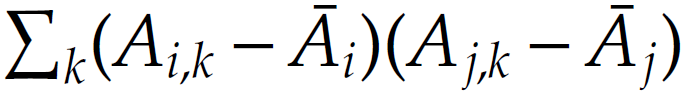 ∑ₖ(Aᵢ,ₖ − Āᵢ)(Aⱼ,ₖ − Āⱼ)